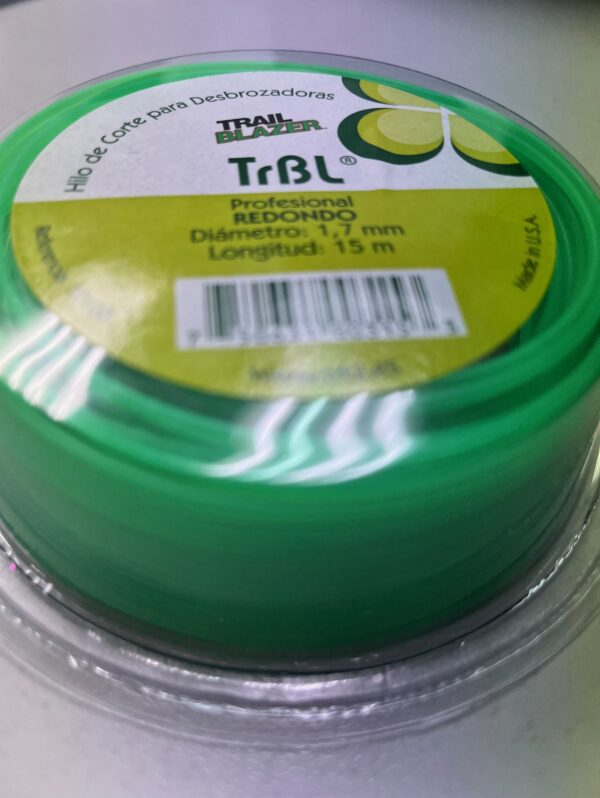 Hilo de Corte para Desbrozadoras
TRAIL
BLAZER
TrBL®
Profesional
REDONDO
Diámetro: 1,7 mm
Longitud: 15 m
Made in U.S.A.